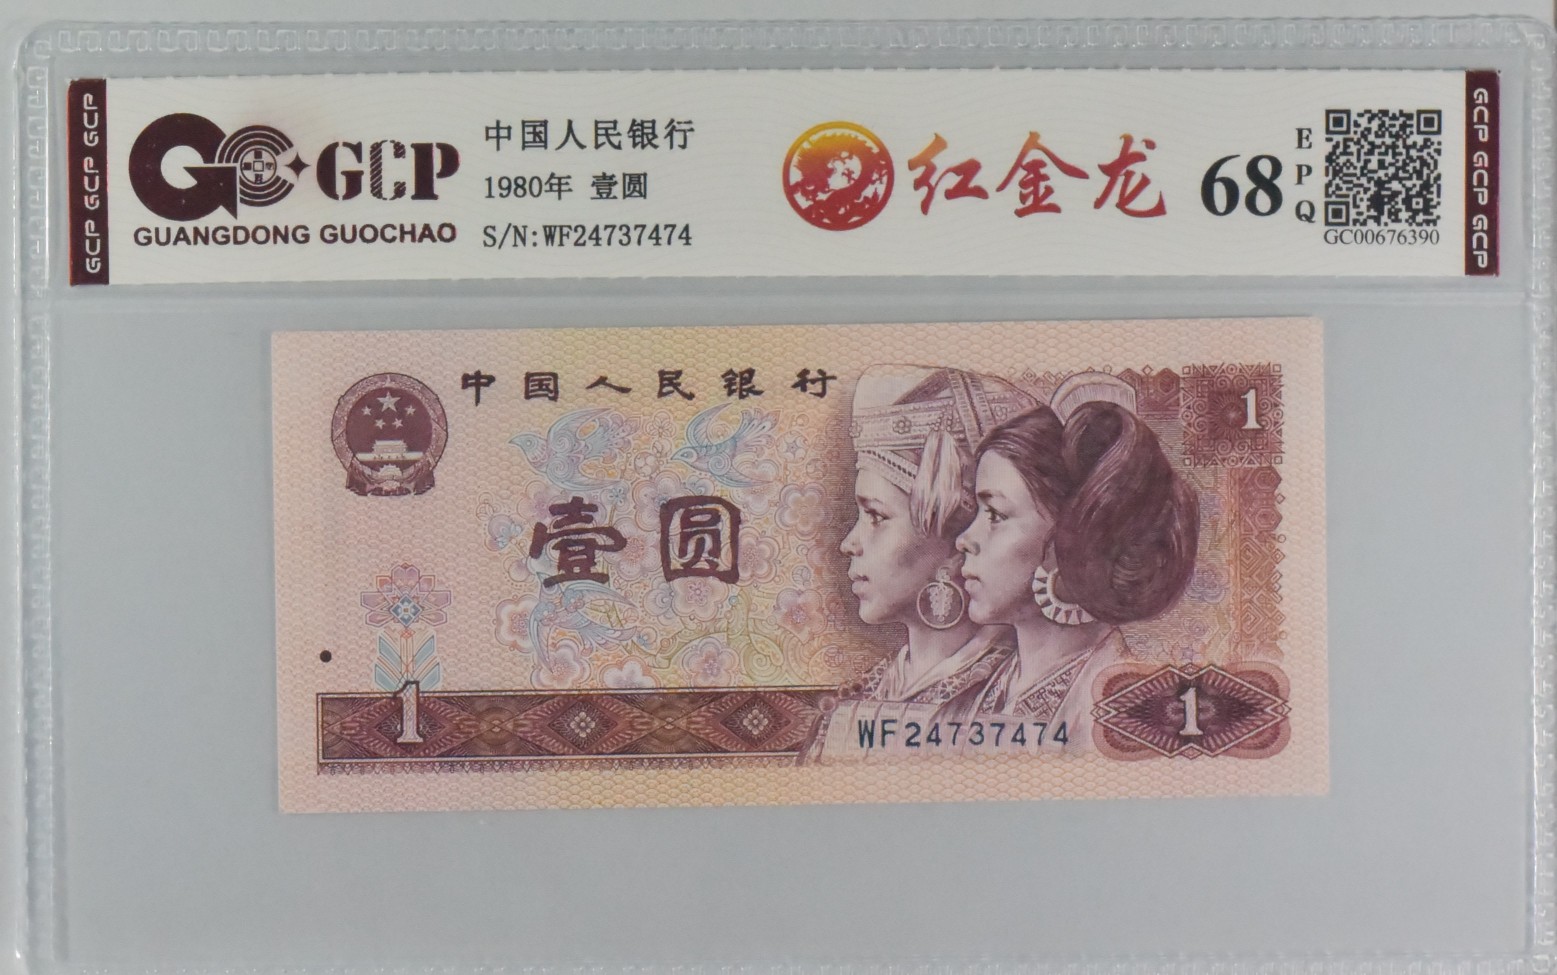 GCP GCP GCP
GCP
GUANGDONG GUOCHAO
中国人民银行
1980年 壹圆
S/N:WF24737474
红金龙
68
EPQ
GC00676390
GCP GCP GCP
中国人民银行
1
壹圆
1
WF24737474
1